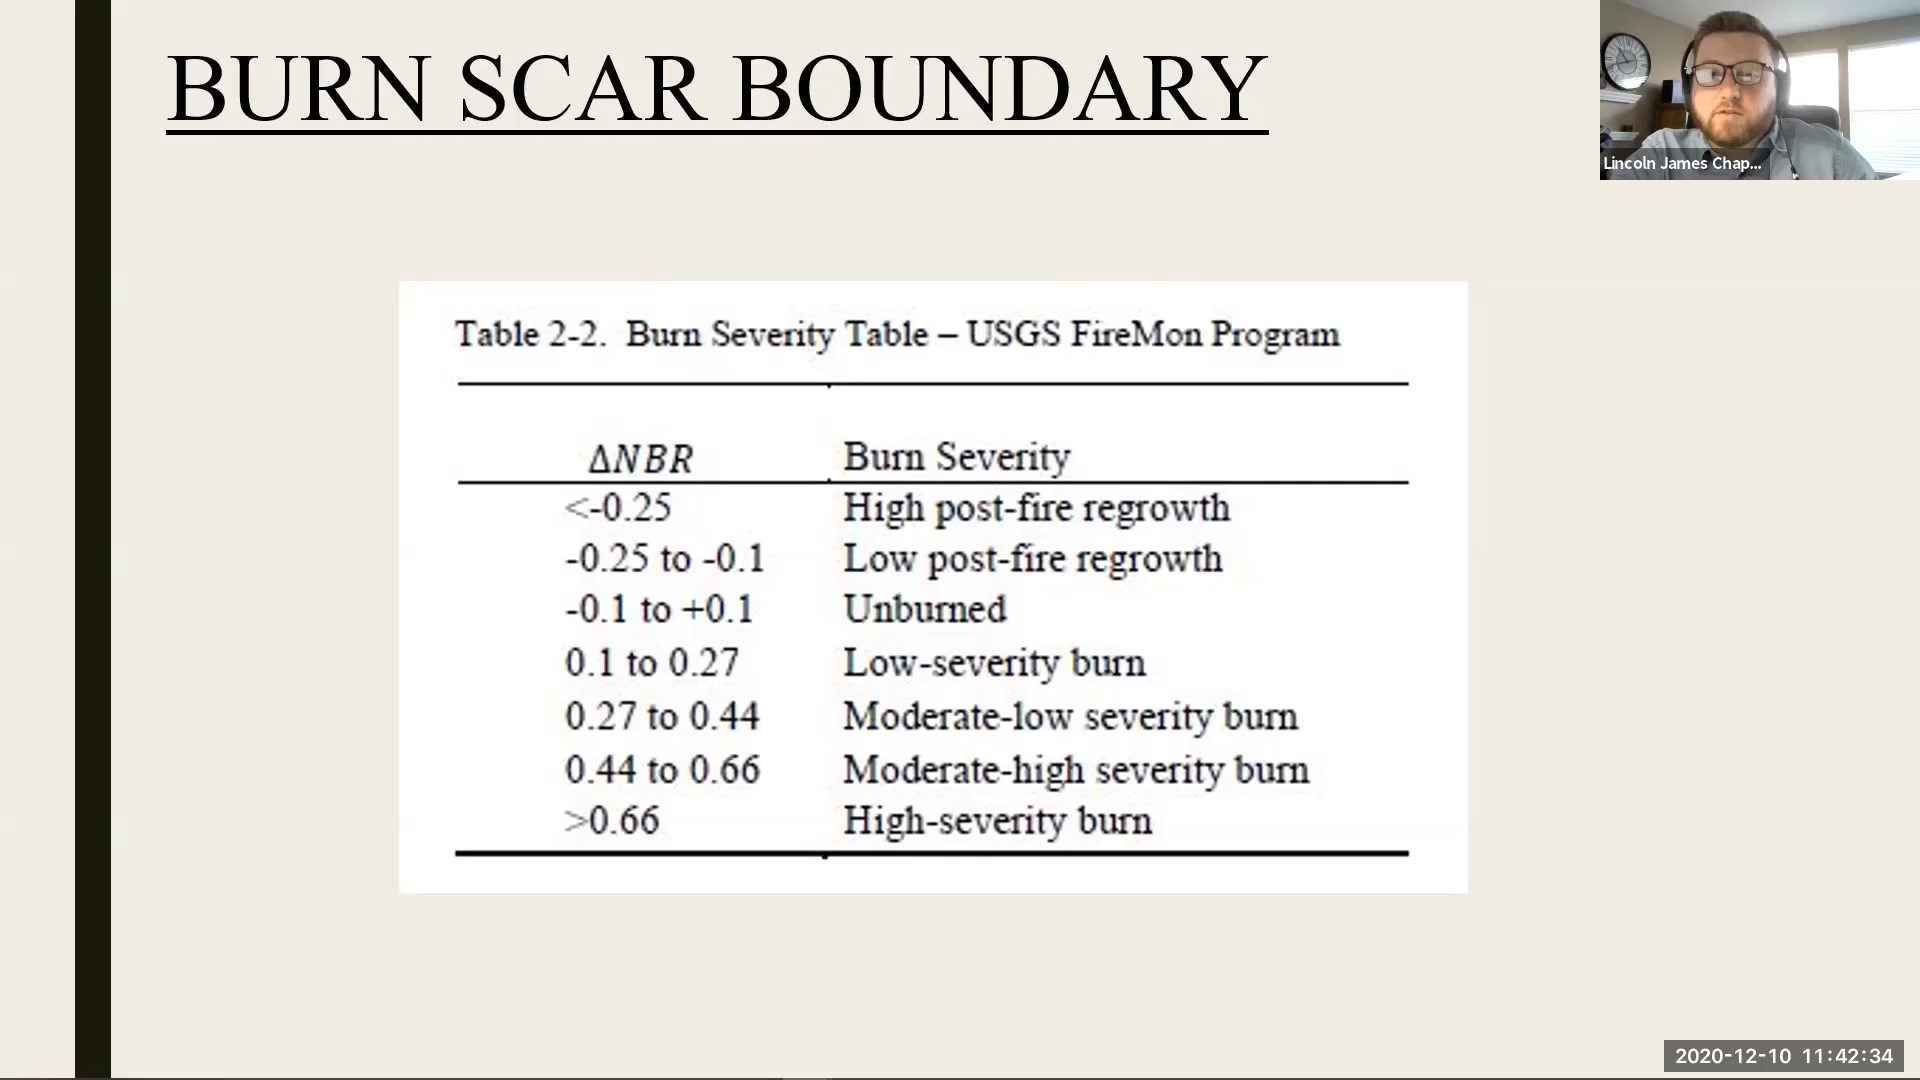 BURN SCAR BOUNDARY
Lincoln James Chap...
Table 2-2. Burn Severity Table – USGS FireMon Program
ΔNBR Burn Severity
<-0.25 High post-fire regrowth
-0.25 to -0.1 Low post-fire regrowth
-0.1 to +0.1 Unburned
0.1 to 0.27 Low-severity burn
0.27 to 0.44 Moderate-low severity burn
0.44 to 0.66 Moderate-high severity burn
>0.66 High-severity burn
2020-12-10 11:42:34